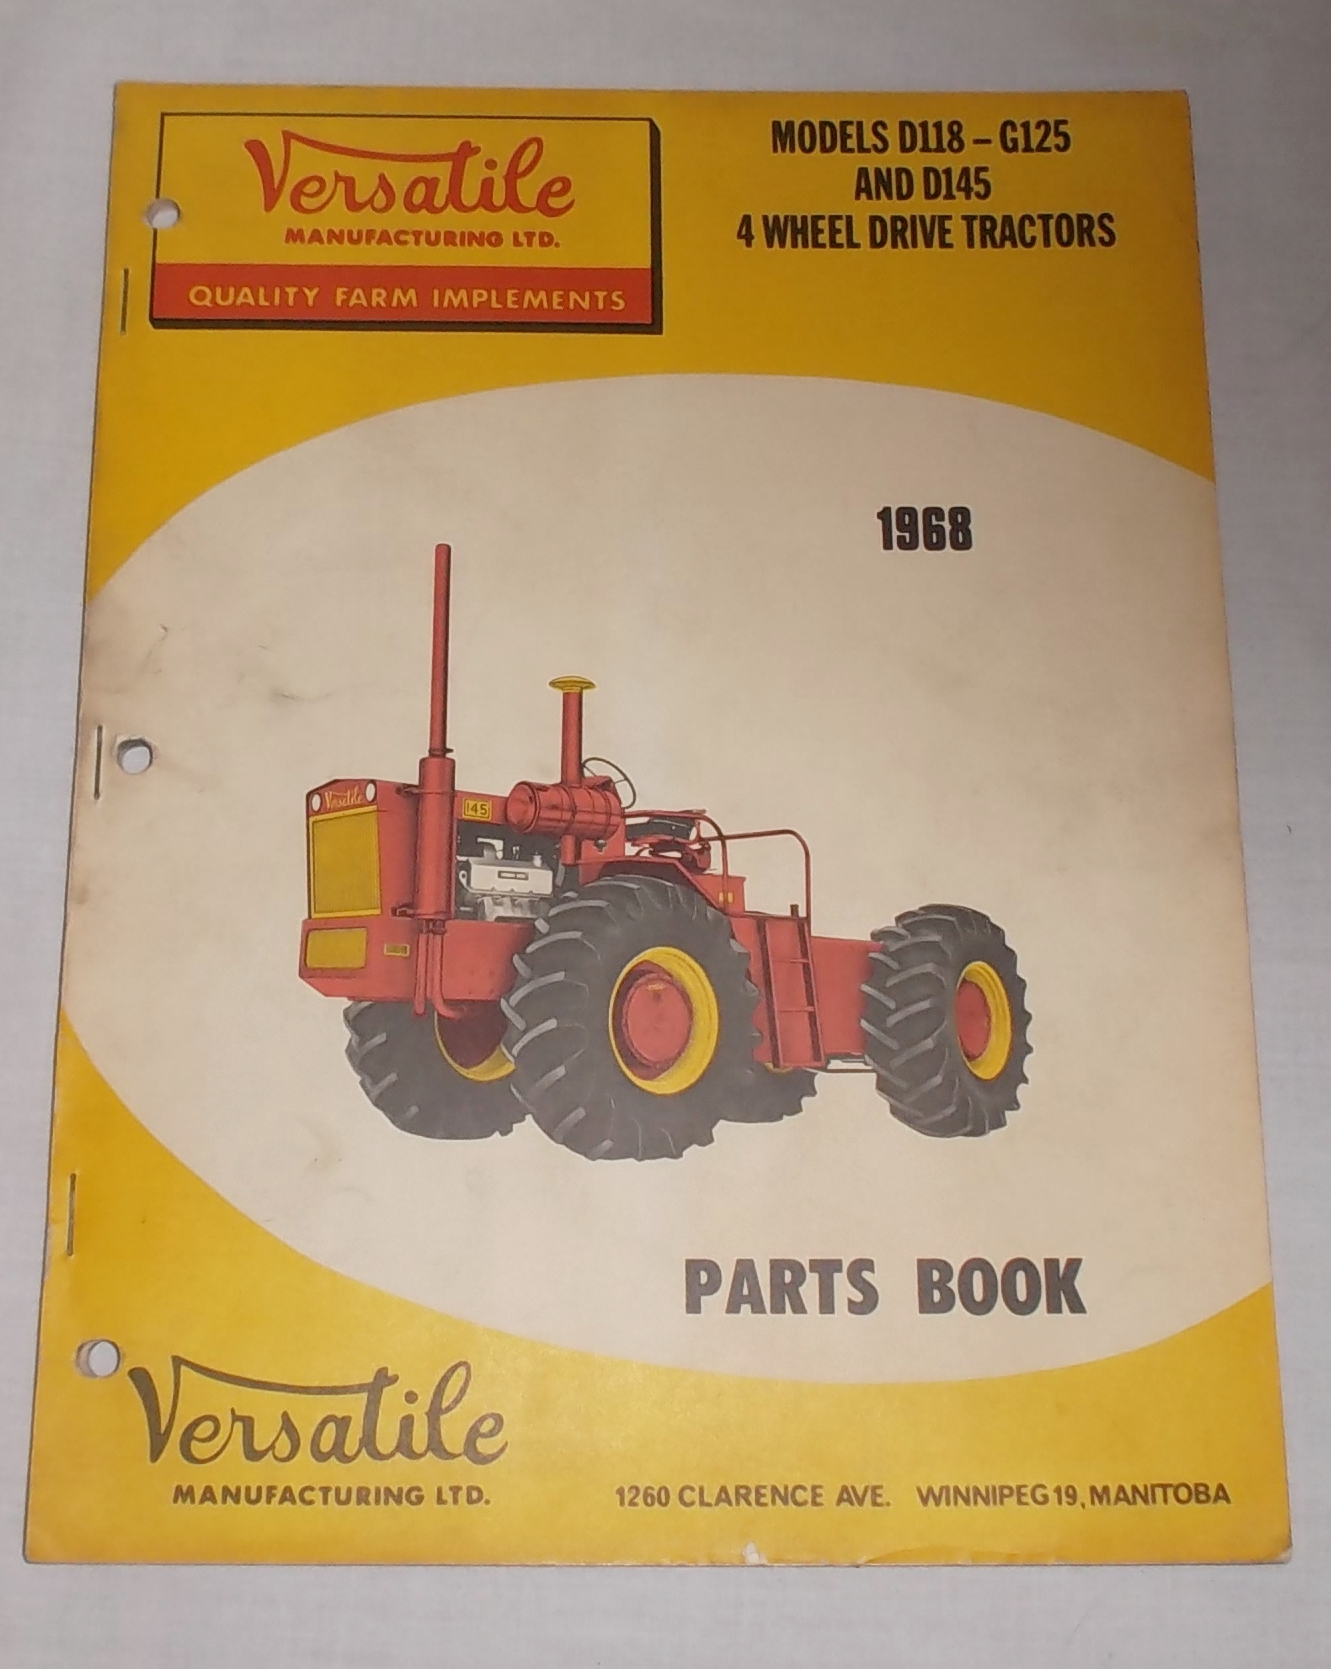 Versatile
MANUFACTURING LTD.
QUALITY FARM IMPLEMENTS
MODELS D118 – G125
AND D145
4 WHEEL DRIVE TRACTORS
1968
Versatile
145
PARTS BOOK
Versatile
MANUFACTURING LTD.
1260 CLARENCE AVE. WINNIPEG 19, MANITOBA